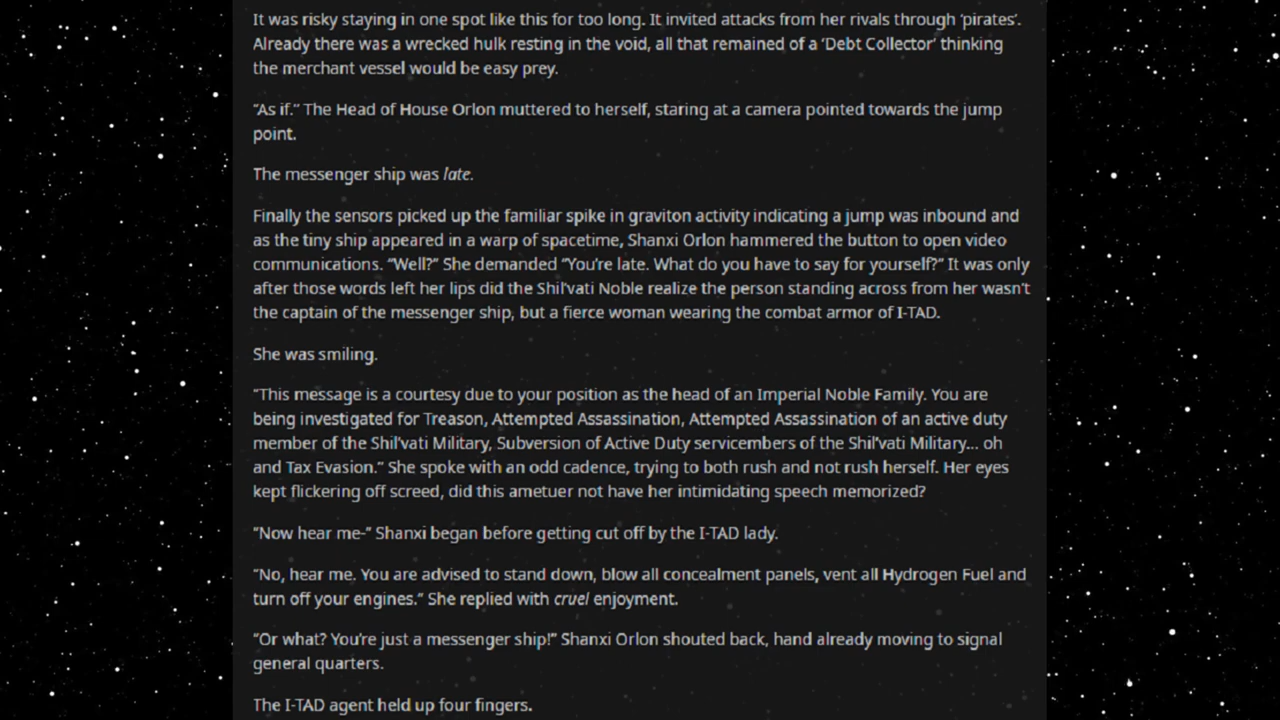 It was risky staying in one spot like this for too long. It invited attacks from her rivals through ‘pirates’.
Already there was a wrecked hulk resting in the void, all that remained of a ‘Debt Collector’ thinking
the merchant vessel would be easy prey.
“As if.” The Head of House Orlon muttered to herself, staring at a camera pointed towards the jump
point.
The messenger ship was late.
Finally the sensors picked up the familiar spike in graviton activity indicating a jump was inbound and
as the tiny ship appeared in a warp of spacetime, Shanxi Orlon hammered the button to open video
communications. “Well?” She demanded “You’re late. What do you have to say for yourself?” It was only
after those words left her lips did the Shil’vati Noble realize the person standing across from her wasn’t
the captain of the messenger ship, but a fierce woman wearing the combat armor of I-TAD.
She was smiling.
“This message is a courtesy due to your position as the head of an Imperial Noble Family. You are
being investigated for Treason, Attempted Assassination, Attempted Assassination of an active duty
member of the Shil’vati Military, Subversion of Active Duty servicembers of the Shil’vati Military... oh
and Tax Evasion.” She spoke with an odd cadence, trying to both rush and not rush herself. Her eyes
kept flickering off screed, did this ametuer not have her intimidating speech memorized?
“Now hear me-” Shanxi began before getting cut off by the I-TAD lady.
“No, hear me. You are advised to stand down, blow all concealment panels, vent all Hydrogen Fuel and
turn off your engines.” She replied with cruel enjoyment.
“Or what? You’re just a messenger ship!” Shanxi Orlon shouted back, hand already moving to signal
general quarters.
The I-TAD agent held up four fingers.